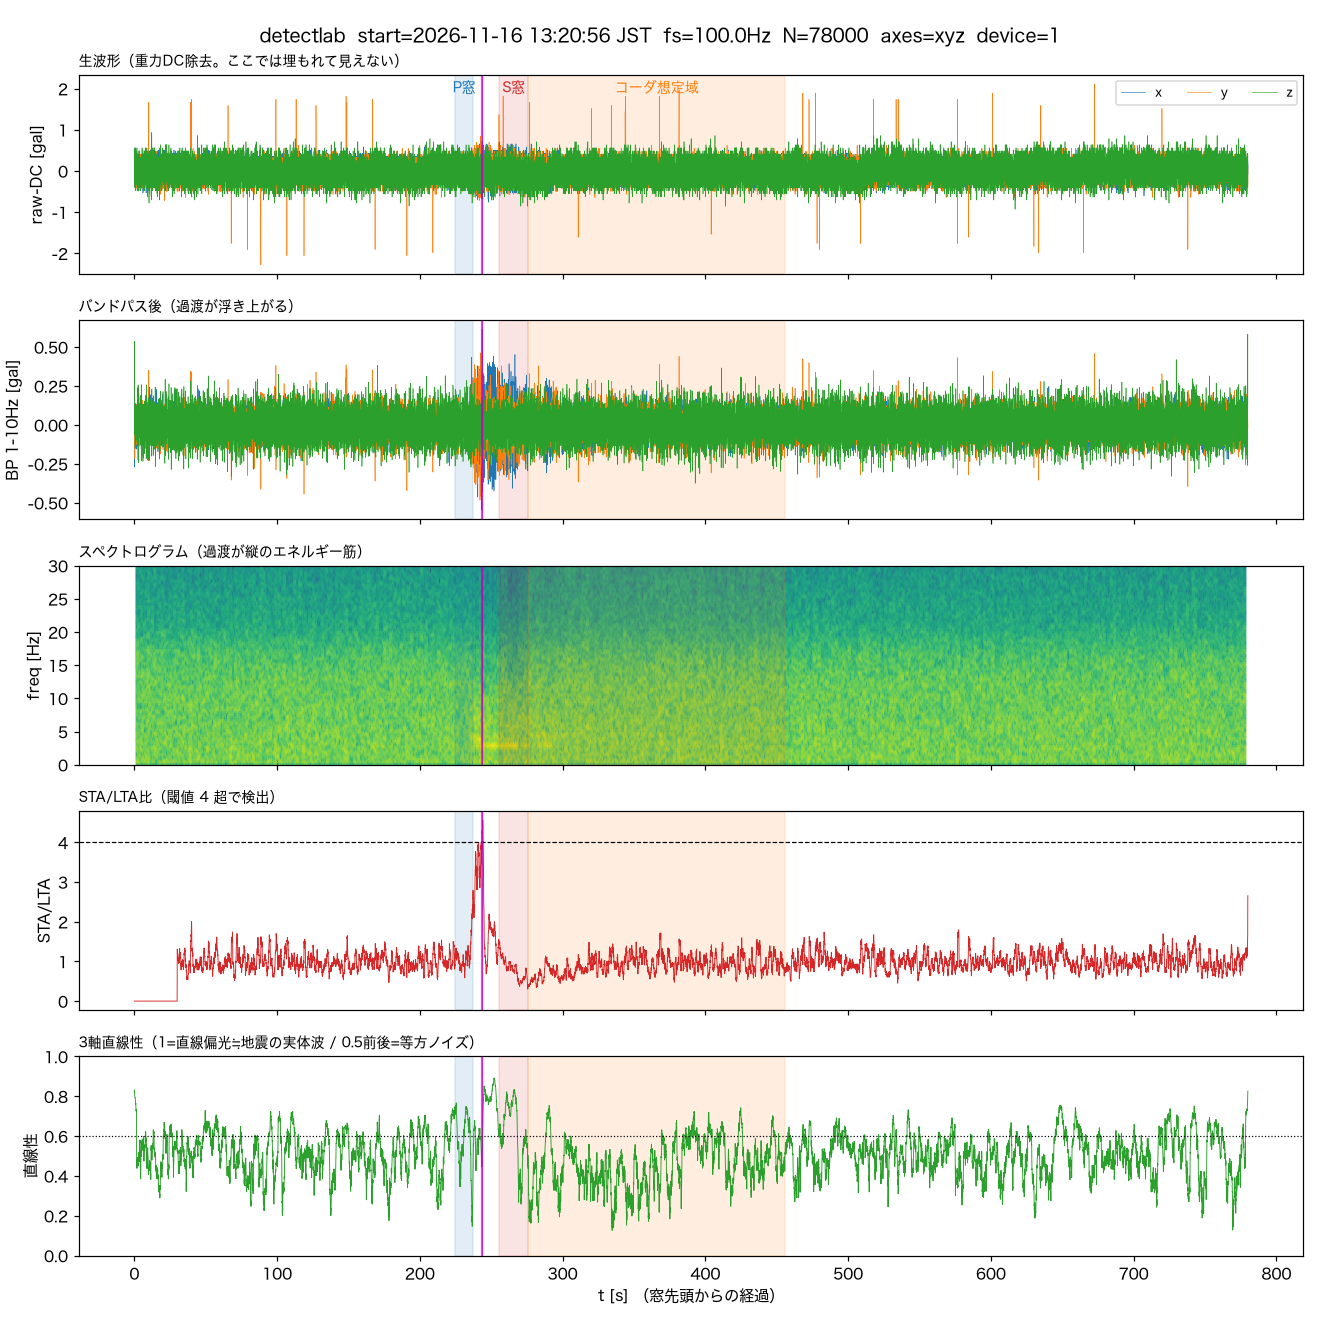 detectlab start=2026-11-16 13:20:56 JST fs=100.0Hz N=78000 axes=xyz device=1
生波形（重力DC除去。ここでは埋もれて見えない）
P窓 S窓 コーダ想定域
x y z
raw-DC [gal]
2
1
0
-1
-2
バンドパス後（過渡が浮き上がる）
BP 1-10Hz [gal]
0.50
0.25
0.00
-0.25
-0.50
スペクトログラム（過渡が縦のエネルギー筋）
freq [Hz]
30
25
20
15
10
5
0
STA/LTA比（閾値 4 超で検出）
STA/LTA
4
3
2
1
0
3軸直線性（1=直線偏光≒地震の実体波 / 0.5前後=等方ノイズ）
直線性
1.0
0.8
0.6
0.4
0.2
0.0
0 100 200 300 400 500 600 700 800
t [s] （窓先頭からの経過）